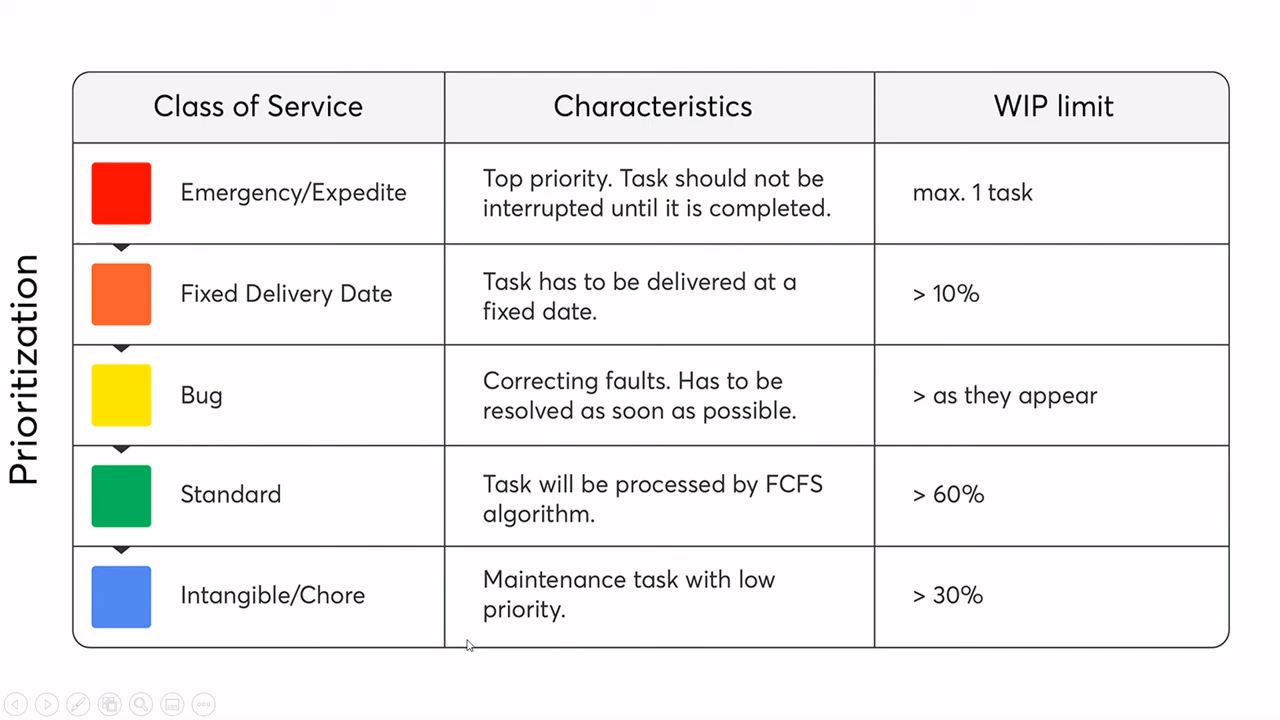 Prioritization
Class of Service
Characteristics
WIP limit
Emergency/Expedite
Top priority. Task should not be
interrupted until it is completed.
max. 1 task
Fixed Delivery Date
Task has to be delivered at a
fixed date.
> 10%
Bug
Correcting faults. Has to be
resolved as soon as possible.
> as they appear
Standard
Task will be processed by FCFS
algorithm.
> 60%
Intangible/Chore
Maintenance task with low
priority.
> 30%